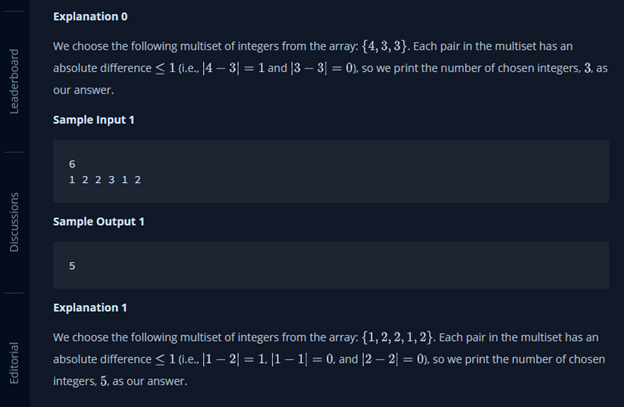 Explanation 0
We choose the following multiset of integers from the array: {4, 3, 3}. Each pair in the multiset has an
absolute difference ≤ 1 (i.e., |4 − 3| = 1 and |3 − 3| = 0), so we print the number of chosen integers, 3, as
our answer.
Sample Input 1
6
1 2 2 3 1 2
Sample Output 1
5
Explanation 1
We choose the following multiset of integers from the array: {1, 2, 2, 1, 2}. Each pair in the multiset has an
absolute difference ≤ 1 (i.e., |1 − 2| = 1, |1 − 1| = 0, and |2 − 2| = 0), so we print the number of chosen
integers, 5, as our answer.
Leaderboard
Discussions
Editorial